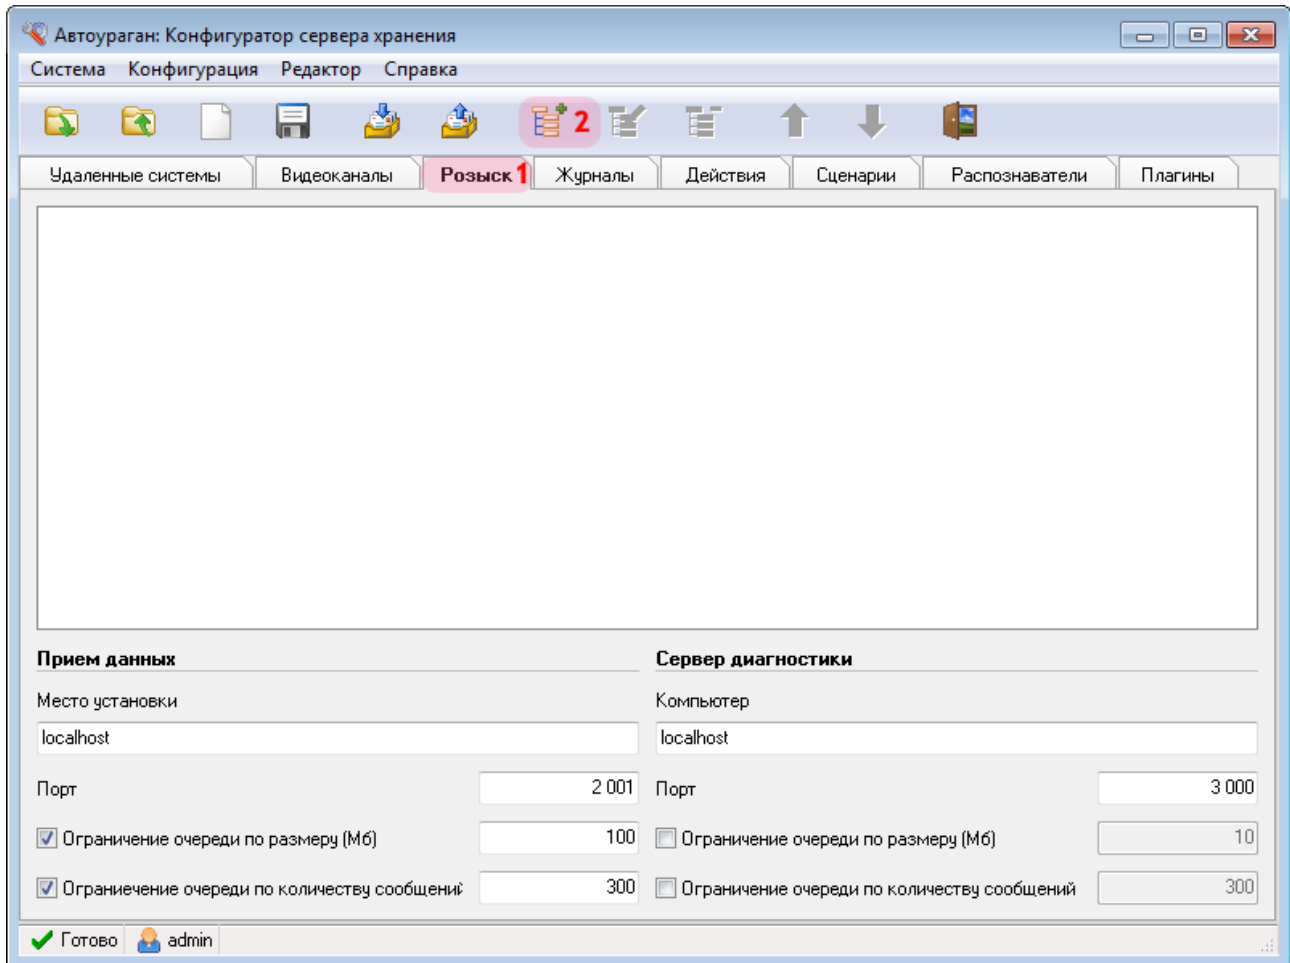 Автоураган: Конфигуратор сервера хранения
Система Конфигурация Редактор Справка
2
Удаленные системы Видеоканалы Розыск 1 Журналы Действия Сценарии Распознаватели Плагины
Прием данных Сервер диагностики
Место установки Компьютер
localhost localhost
Порт 2 001 Порт 3 000
Ограничение очереди по размеру (Мб) 100 Ограничение очереди по размеру (Мб) 10
Ограниечение очереди по количеству сообщений 300 Ограничение очереди по количеству сообщений 300
Готово admin